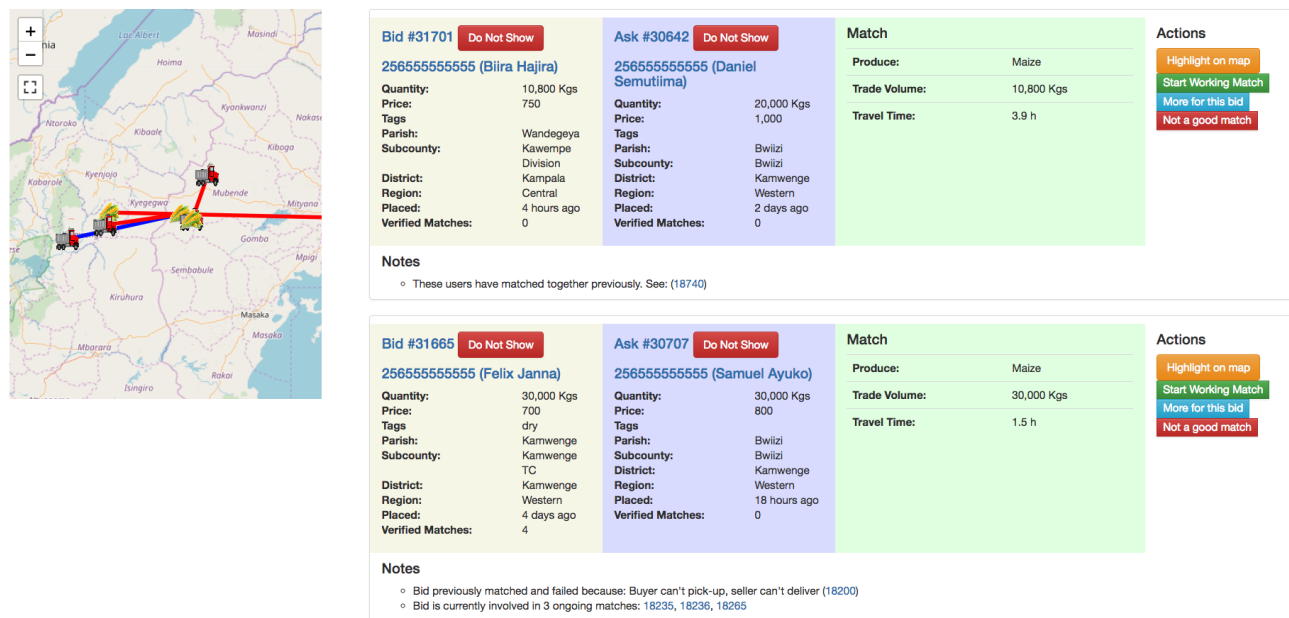 +
−
nia
Lac Albert
Masindi
Hoima
Kyonkwanzi
Nakase
Ntoroko
Kibaale
Kiboga
Kyenjojo
Kabarole
Mubende
Kyegegwa
Mityana
ese
Gomba
Mpigi
Sembabule
Kiruhura
Masaka
Masaka
Mbarara
Rakai
Isingiro
Bid #31701 Do Not Show
256555555555 (Biira Hajira)
Quantity: 10,800 Kgs
Price: 750
Tags
Parish: Wandegeya
Subcounty: Kawempe
Division
District: Kampala
Region: Central
Placed: 4 hours ago
Verified Matches: 0
Ask #30642 Do Not Show
256555555555 (Daniel
Semutiima)
Quantity: 20,000 Kgs
Price: 1,000
Tags
Parish: Bwiizi
Subcounty: Bwiizi
District: Kamwenge
Region: Western
Placed: 2 days ago
Verified Matches: 0
Match
Produce: Maize
Trade Volume: 10,800 Kgs
Travel Time: 3.9 h
Actions
Highlight on map
Start Working Match
More for this bid
Not a good match
Notes
These users have matched together previously. See: (18740)
Bid #31665 Do Not Show
256555555555 (Felix Janna)
Quantity: 30,000 Kgs
Price: 700
Tags dry
Parish: Kamwenge
Subcounty: Kamwenge
TC
District: Kamwenge
Region: Western
Placed: 4 days ago
Verified Matches: 4
Ask #30707 Do Not Show
256555555555 (Samuel Ayuko)
Quantity: 30,000 Kgs
Price: 800
Tags
Parish: Bwiizi
Subcounty: Bwiizi
District: Kamwenge
Region: Western
Placed: 18 hours ago
Verified Matches: 0
Match
Produce: Maize
Trade Volume: 30,000 Kgs
Travel Time: 1.5 h
Actions
Highlight on map
Start Working Match
More for this bid
Not a good match
Notes
Bid previously matched and failed because: Buyer can't pick-up, seller can't deliver (18200)
Bid is currently involved in 3 ongoing matches: 18235, 18236, 18265